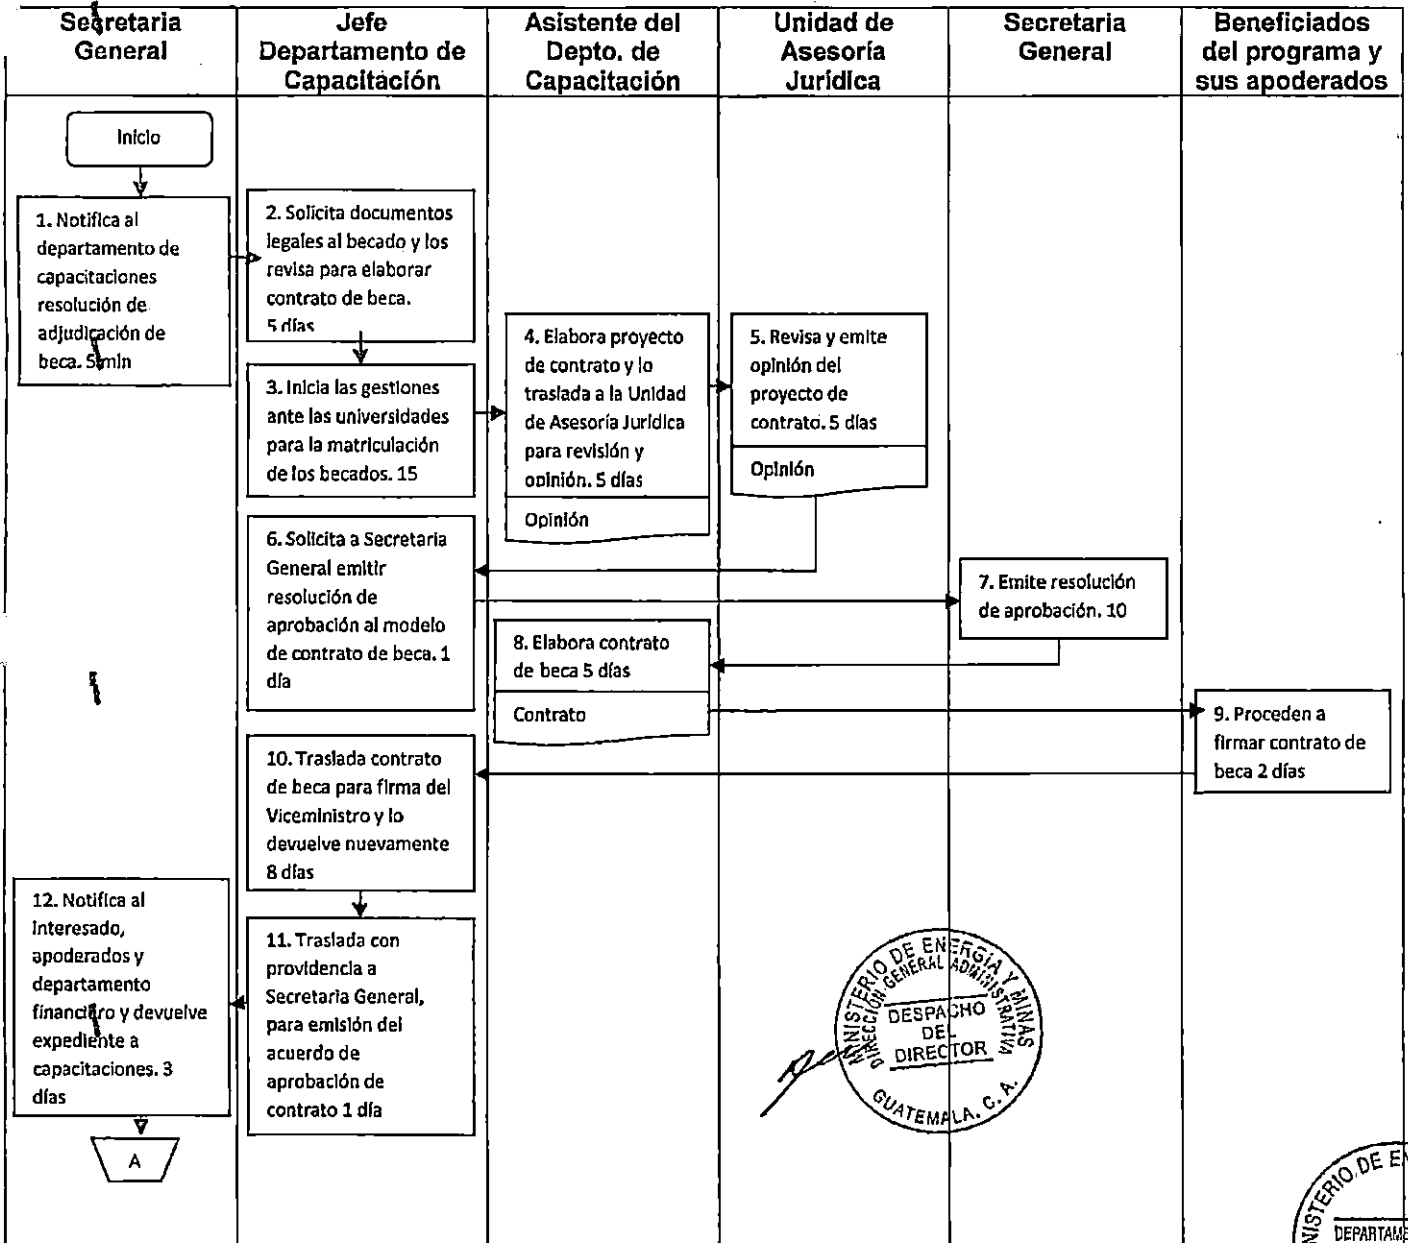 Secretaria
General
Jefe
Departamento de
Capacitación
Asistente del
Depto. de
Capacitación
Unidad de
Asesoría
Jurídica
Secretaria
General
Beneficiados
del programa y
sus apoderados
Inicio
1. Notifica al
departamento de
capacitaciones
resolución de
adjudicación de
beca. 5 min
2. Solicita documentos
legales al becado y los
revisa para elaborar
contrato de beca.
5 días
3. Inicia las gestiones
ante las universidades
para la matriculación
de los becados. 15
4. Elabora proyecto
de contrato y lo
traslada a la Unidad
de Asesoría Jurídica
para revisión y
opinión. 5 días
Opinión
5. Revisa y emite
opinión del
proyecto de
contrato. 5 días
Opinión
6. Solicita a Secretaria
General emitir
resolución de
aprobación al modelo
de contrato de beca. 1
día
7. Emite resolución
de aprobación. 10
8. Elabora contrato
de beca 5 días
Contrato
9. Proceden a
firmar contrato de
beca 2 días
10. Traslada contrato
de beca para firma del
Viceministro y lo
devuelve nuevamente
8 días
11. Traslada con
providencia a
Secretaria General,
para emisión del
acuerdo de
aprobación de
contrato 1 día
12. Notifica al
Interesado,
apoderados y
departamento
financiero y devuelve
expediente a
capacitaciones. 3
días
A
MINISTERIO DE ENERGIA Y MINAS
DIRECCIÓN GENERAL ADMINISTRATIVA
DESPACHO
DEL
DIRECTOR
GUATEMALA, C. A.
NISTERIO DE EN
DEPARTAME